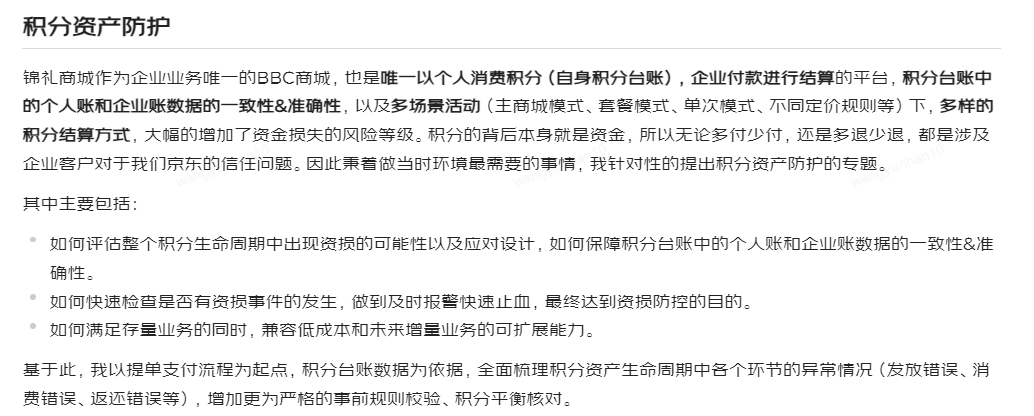 积分资产防护
锦礼商城作为企业业务唯一的BBC商城，也是唯一以个人消费积分（自身积分台账），企业付款进行结算的平台，积分台账中
的个人账和企业账数据的一致性&准确性，以及多场景活动（主商城模式、套餐模式、单次模式、不同定价规则等）下，多样的
积分结算方式，大幅的增加了资金损失的风险等级。积分的背后本身就是资金，所以无论多付少付，还是多退少退，都是涉及
企业客户对于我们京东的信任问题。因此秉着做当时环境最需要的事情，我针对性的提出积分资产防护的专题。
其中主要包括：
如何评估整个积分生命周期中出现资损的可能性以及应对设计，如何保障积分台账中的个人账和企业账数据的一致性&准
确性。
如何快速检查是否有资损事件的发生，做到及时报警快速止血，最终达到资损防控的目的。
如何满足存量业务的同时，兼容低成本和未来增量业务的可扩展能力。
基于此，我以提单支付流程为起点，积分台账数据为依据，全面梳理积分资产生命周期中各个环节的异常情况（发放错误、消
费错误、返还错误等），增加更为严格的事前规则校验、积分平衡核对。